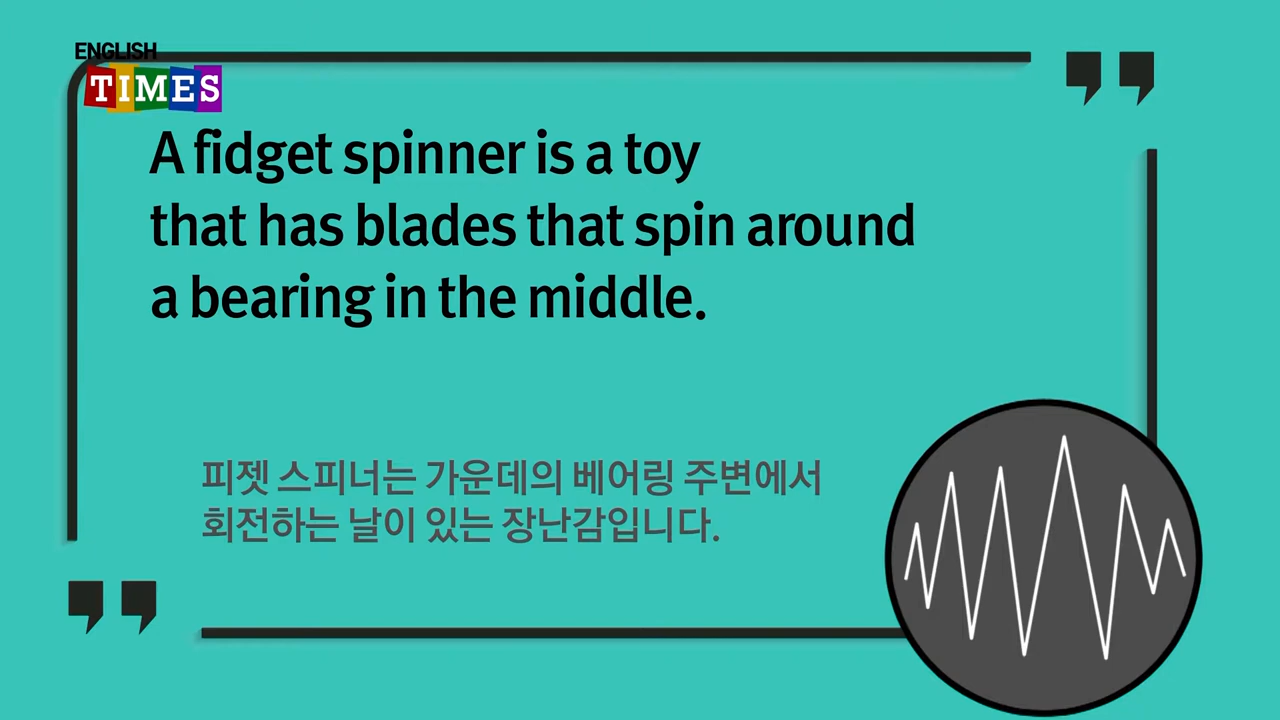 ENGLISH
TIMES
A fidget spinner is a toy
that has blades that spin around
a bearing in the middle.
피젯 스피너는 가운데의 베어링 주변에서
회전하는 날이 있는 장난감입니다.